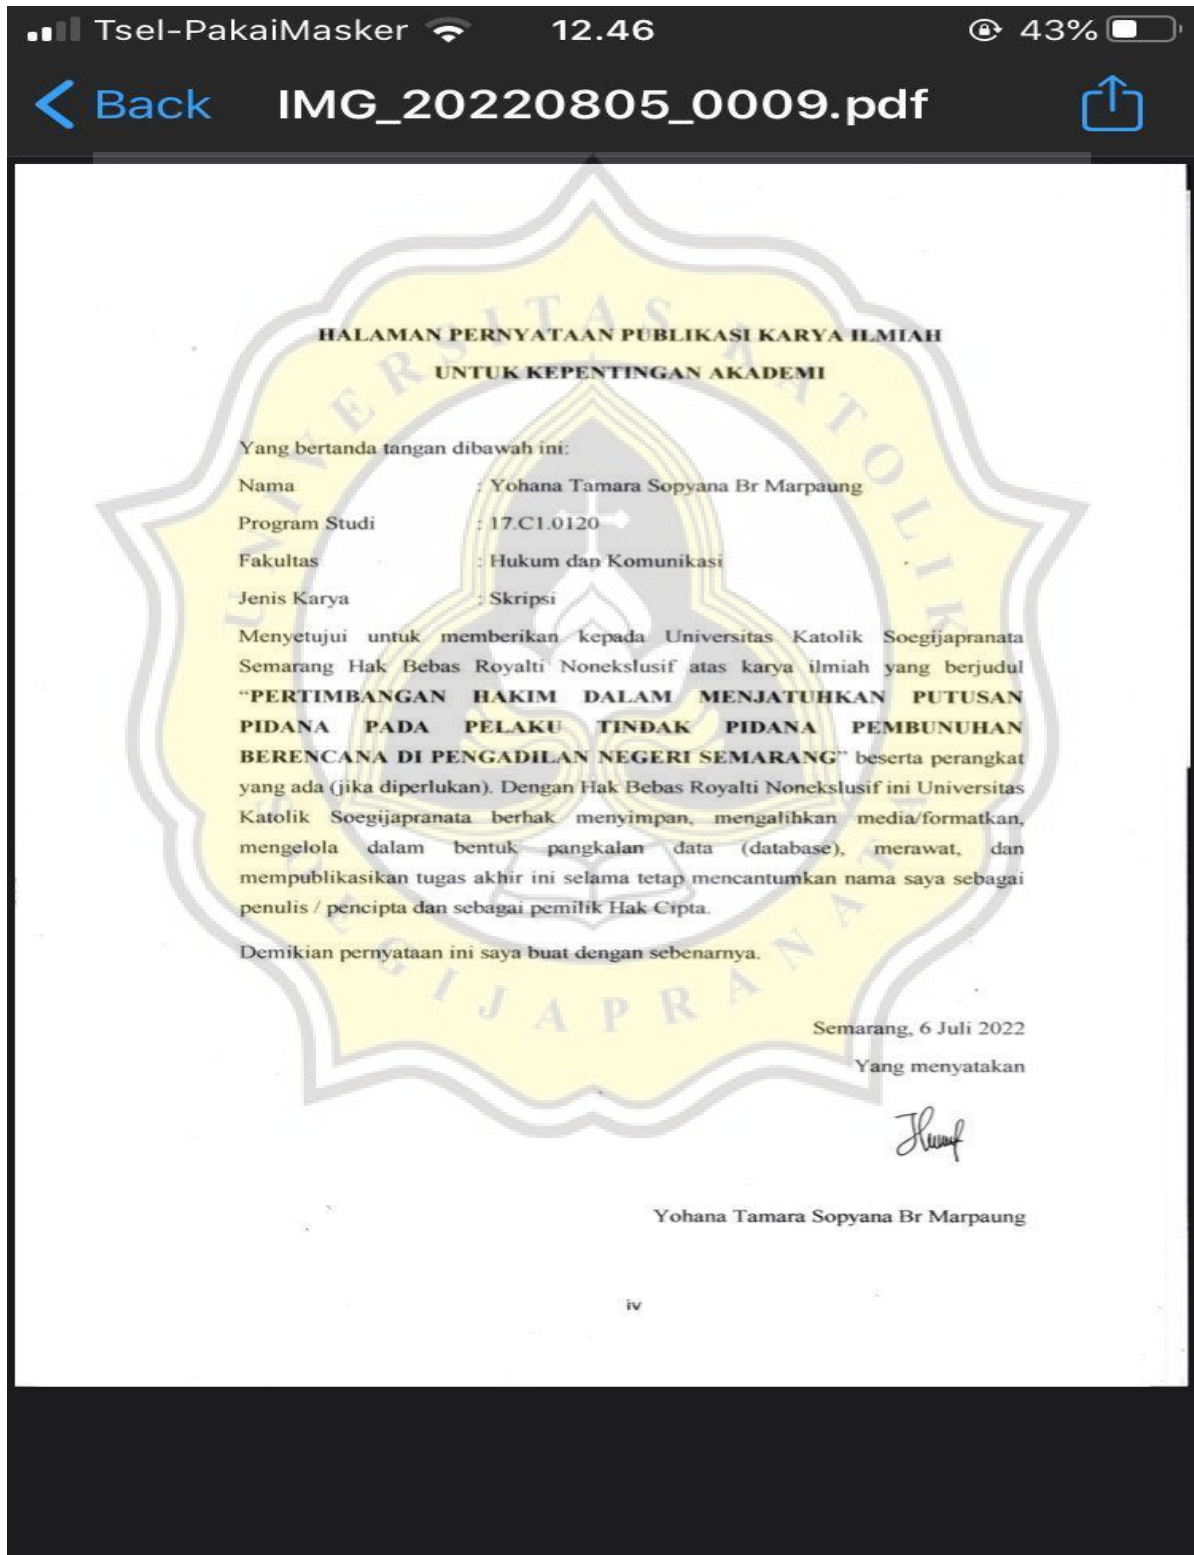 Tsel-PakaiMasker 12.46 43%
Back IMG_20220805_0009.pdf
UNIVERSITAS KATOLIK
SOEGIJAPRANATA
HALAMAN PERNYATAAN PUBLIKASI KARYA ILMIAH
UNTUK KEPENTINGAN AKADEMI
Yang bertanda tangan dibawah ini:
Nama : Yohana Tamara Sopyana Br Marpaung
Program Studi : 17.C1.0120
Fakultas : Hukum dan Komunikasi
Jenis Karya : Skripsi
Menyetujui untuk memberikan kepada Universitas Katolik Soegijapranata
Semarang Hak Bebas Royalti Nonekslusif atas karya ilmiah yang berjudul
“PERTIMBANGAN HAKIM DALAM MENJATUHKAN PUTUSAN
PIDANA PADA PELAKU TINDAK PIDANA PEMBUNUHAN
BERENCANA DI PENGADILAN NEGERI SEMARANG” beserta perangkat
yang ada (jika diperlukan). Dengan Hak Bebas Royalti Nonekslusif ini Universitas
Katolik Soegijapranata berhak menyimpan, mengalihkan media/formatkan,
mengelola dalam bentuk pangkalan data (database), merawat, dan
mempublikasikan tugas akhir ini selama tetap mencantumkan nama saya sebagai
penulis / pencipta dan sebagai pemilik Hak Cipta.
Demikian pernyataan ini saya buat dengan sebenarnya.
Semarang, 6 Juli 2022
Yang menyatakan
Yohana Tamara Sopyana Br Marpaung
iv